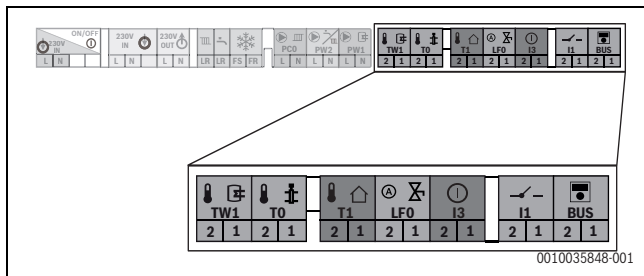 ON/OFF
230V IN 230V IN 230V OUT
PC0 PW2 PW1 TW1 T0 T1 LF0 I3 I1 BUS
L N L N L N LR LR FS FR L N L N L N 2 1 2 1 2 1 2 1 2 1 2 1 2 1
A
TW1 T0 T1 LF0 I3 I1 BUS
2 1 2 1 2 1 2 1 2 1 2 1 2 1
0010035848-001